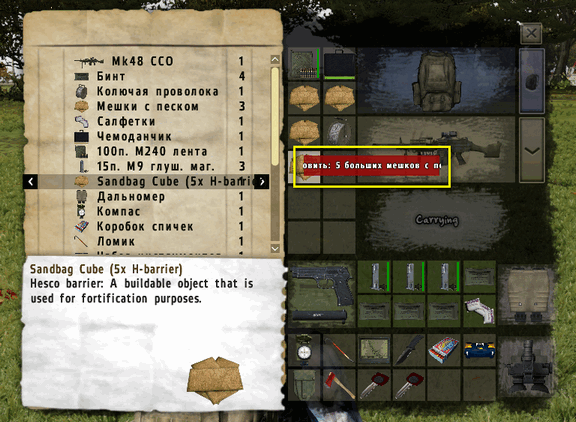 Mk48 CCO 1
Бинт 4
Колючая проволока 1
Мешки с песком 3
Салфетки 1
Чемоданчик 1
100п. M240 лента 1
15п. M9 глуш. маг. 3
Sandbag Cube (5x H-barri
Дальномер 1
Компас 1
Коробок спичек 1
Ломик 1
овить: 5 больших мешков с п
Carrying
Sandbag Cube (5x H-barrier)
Hesco barrier: A buildable object that is
used for fortification purposes.